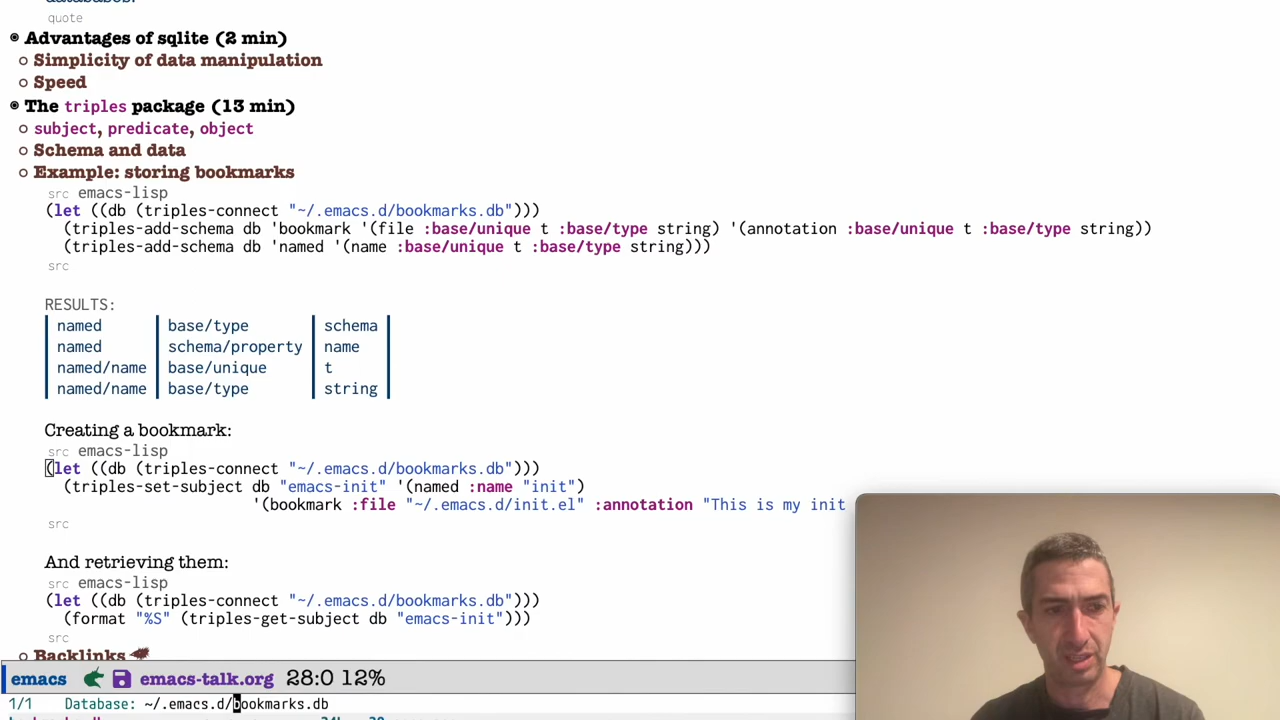 quote
Advantages of sqlite (2 min)
Simplicity of data manipulation
Speed
The triples package (13 min)
subject, predicate, object
Schema and data
Example: storing bookmarks
src emacs-lisp
(let ((db (triples-connect "~/.emacs.d/bookmarks.db")))
(triples-add-schema db 'bookmark '(file :base/unique t :base/type string) '(annotation :base/unique t :base/type string))
(triples-add-schema db 'named '(name :base/unique t :base/type string)))
src
RESULTS:
named base/type schema
named schema/property name
named/name base/unique t
named/name base/type string
Creating a bookmark:
src emacs-lisp
(let ((db (triples-connect "~/.emacs.d/bookmarks.db")))
(triples-set-subject db "emacs-init" '(named :name "init")
'(bookmark :file "~/.emacs.d/init.el" :annotation "This is my init
src
And retrieving them:
src emacs-lisp
(let ((db (triples-connect "~/.emacs.d/bookmarks.db")))
(format "%S" (triples-get-subject db "emacs-init")))
src
Backlinks
emacs emacs-talk.org 28:0 12%
1/1 Database: ~/.emacs.d/bookmarks.db